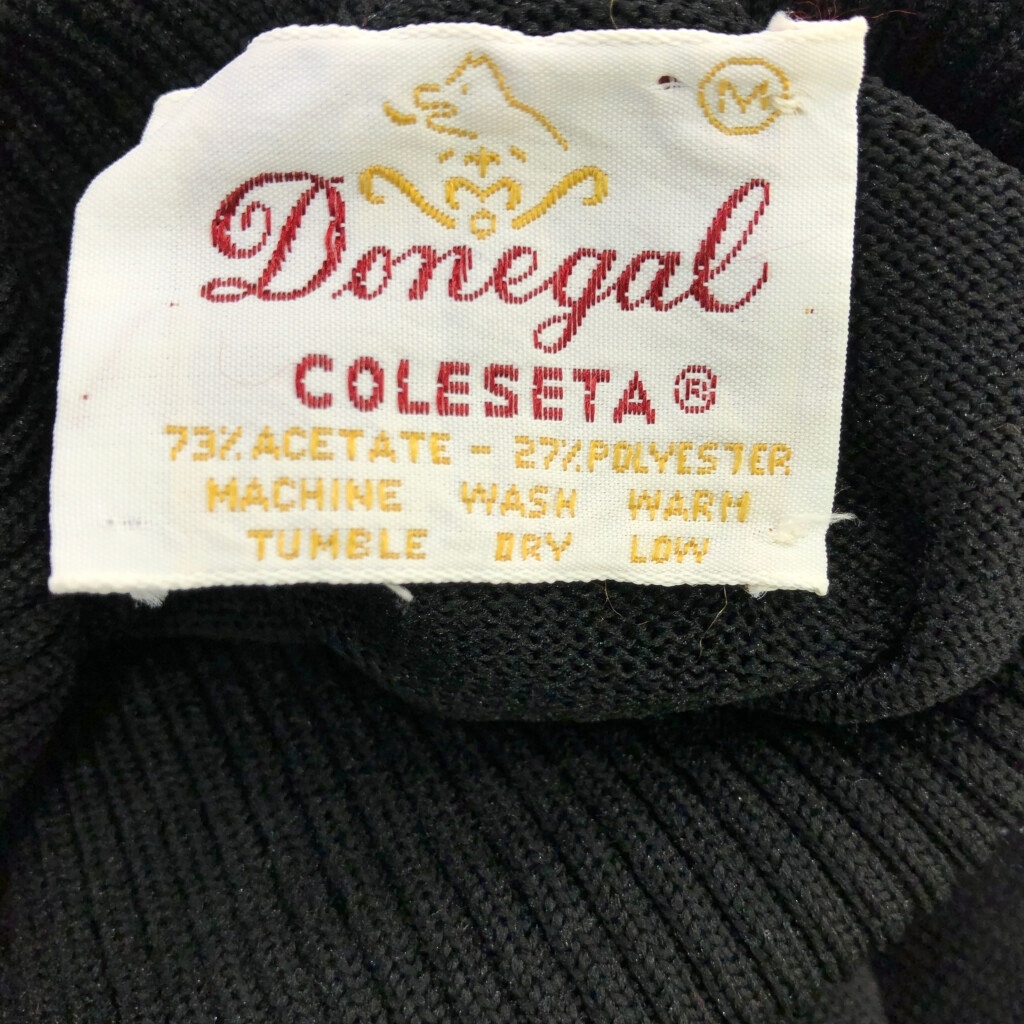 M
Donegal
COLESETA ®
73% ACETATE - 27% POLYESTER
MACHINE WASH WARM
TUMBLE DRY LOW